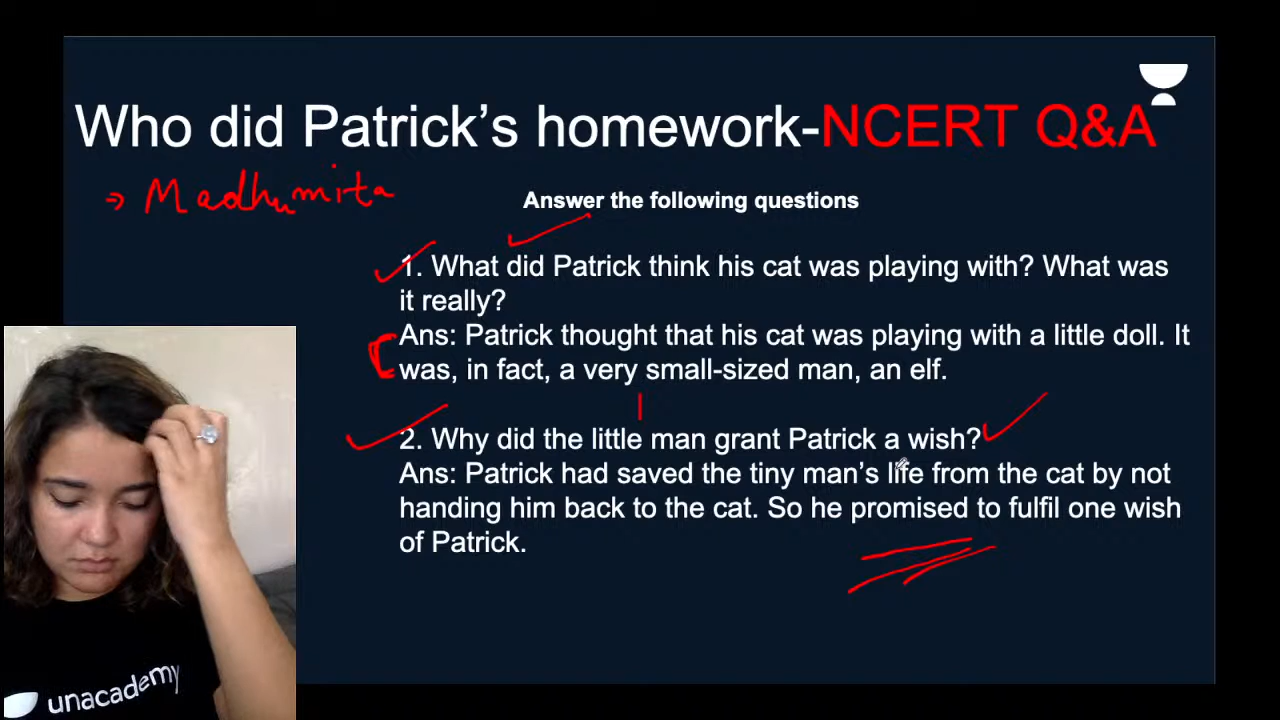 Who did Patrick's homework-NCERT Q&A
→ Madhumita
Answer the following questions
1. What did Patrick think his cat was playing with? What was
it really?
Ans: Patrick thought that his cat was playing with a little doll. It
was, in fact, a very small-sized man, an elf.
2. Why did the little man grant Patrick a wish?
Ans: Patrick had saved the tiny man's life from the cat by not
handing him back to the cat. So he promised to fulfil one wish
of Patrick.
unacademy